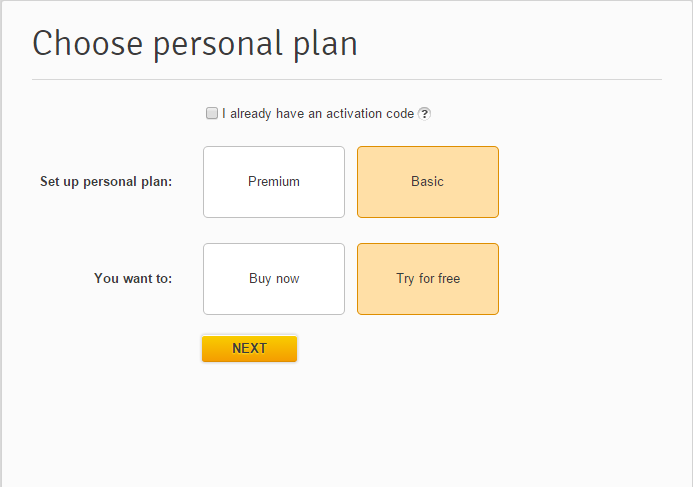 Choose personal plan
I already have an activation code ?
Set up personal plan: Premium Basic
You want to: Buy now Try for free
NEXT